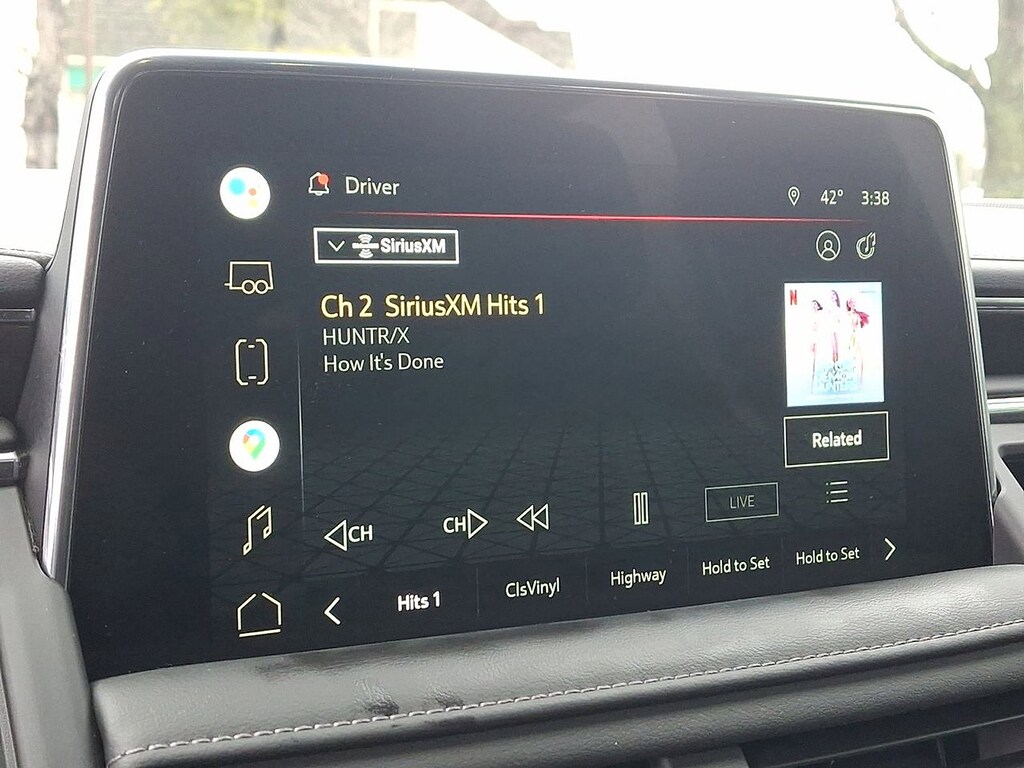 Driver
42° 3:38
SiriusXM
Ch 2 SiriusXM Hits 1
HUNTR/X
How It's Done
N
Related
CH
CH
LIVE
Hits 1
ClsVinyl
Highway
Hold to Set
Hold to Set